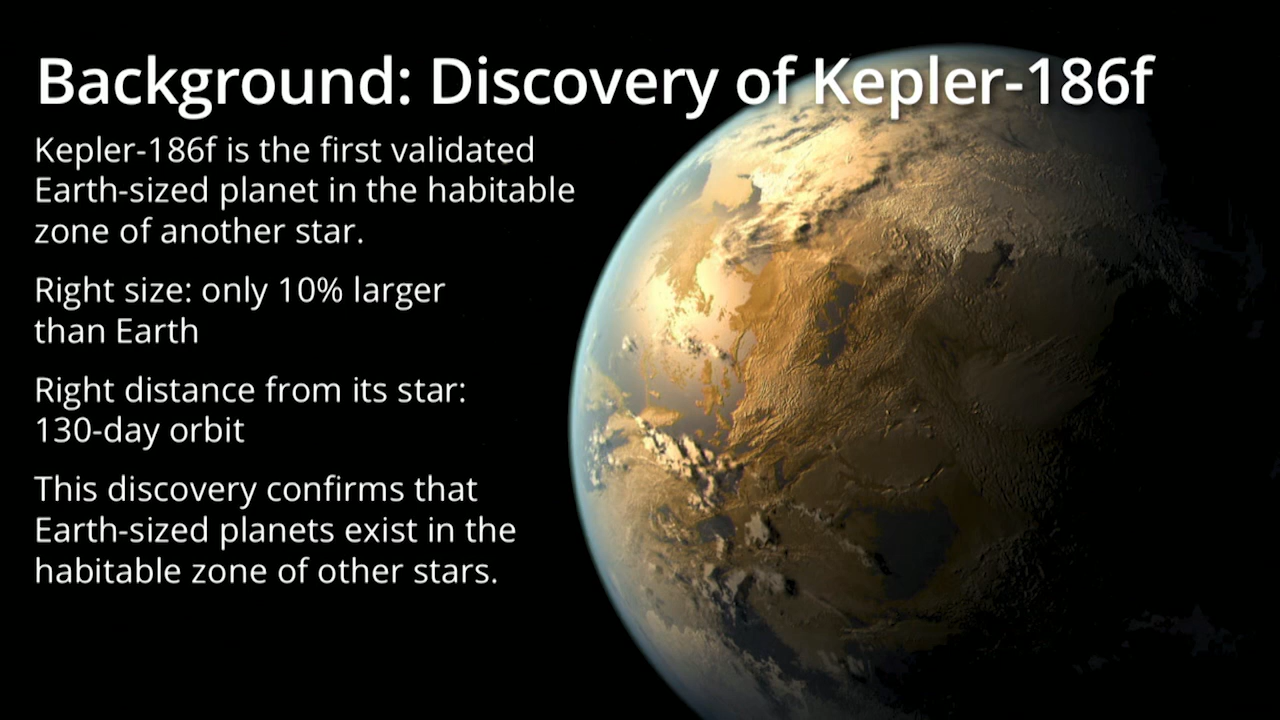 Background: Discovery of Kepler-186f
Kepler-186f is the first validated
Earth-sized planet in the habitable
zone of another star.
Right size: only 10% larger
than Earth
Right distance from its star:
130-day orbit
This discovery confirms that
Earth-sized planets exist in the
habitable zone of other stars.